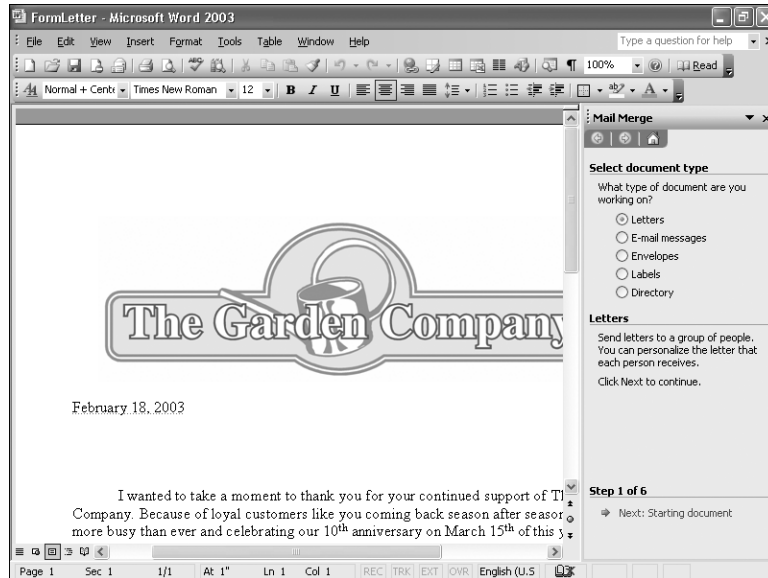 FormLetter - Microsoft Word 2003
File Edit View Insert Format Tools Table Window Help Type a question for help
100% Read
Normal + Cente Times New Roman 12 B I U
Mail Merge
Select document type
What type of document are you
working on?
Letters
E-mail messages
Envelopes
Labels
Directory
Letters
Send letters to a group of people.
You can personalize the letter that
each person receives.
Click Next to continue.
Step 1 of 6
Next: Starting document
The Garden Company
February 18, 2003
I wanted to take a moment to thank you for your continued support of Th
Company. Because of loyal customers like you coming back season after season
more busy than ever and celebrating our 10th anniversary on March 15th of this y
Page 1 Sec 1 1/1 At 1" Ln 1 Col 1 REC TRK EXT OVR English (U.S